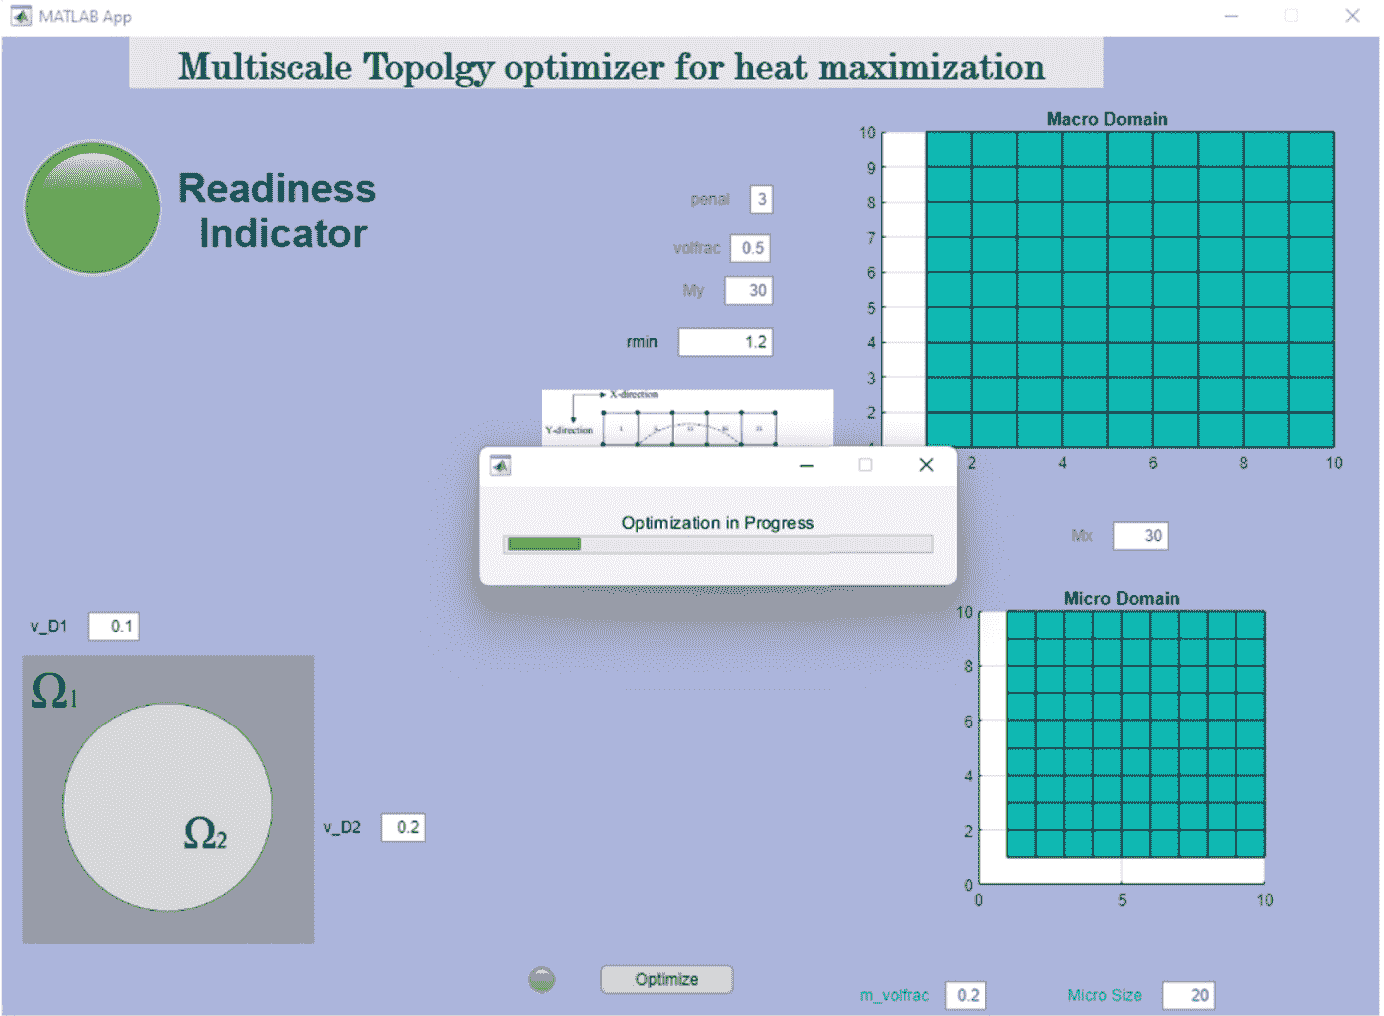 MATLAB App
Multiscale Topolgy optimizer for heat maximization
Readiness
Indicator
penal 3
volfrac 0.5
My 30
rmin 1.2
Macro Domain
10
9
8
7
6
5
4
3
2
2 4 6 8 10
X-direction
Y-direction
Optimization in Progress
Mx 30
Micro Domain
10
8
6
4
2
0
0 5 10
v_D1 0.1
Ω1
Ω2
v_D2 0.2
Optimize
m_volfrac 0.2
Micro Size 20